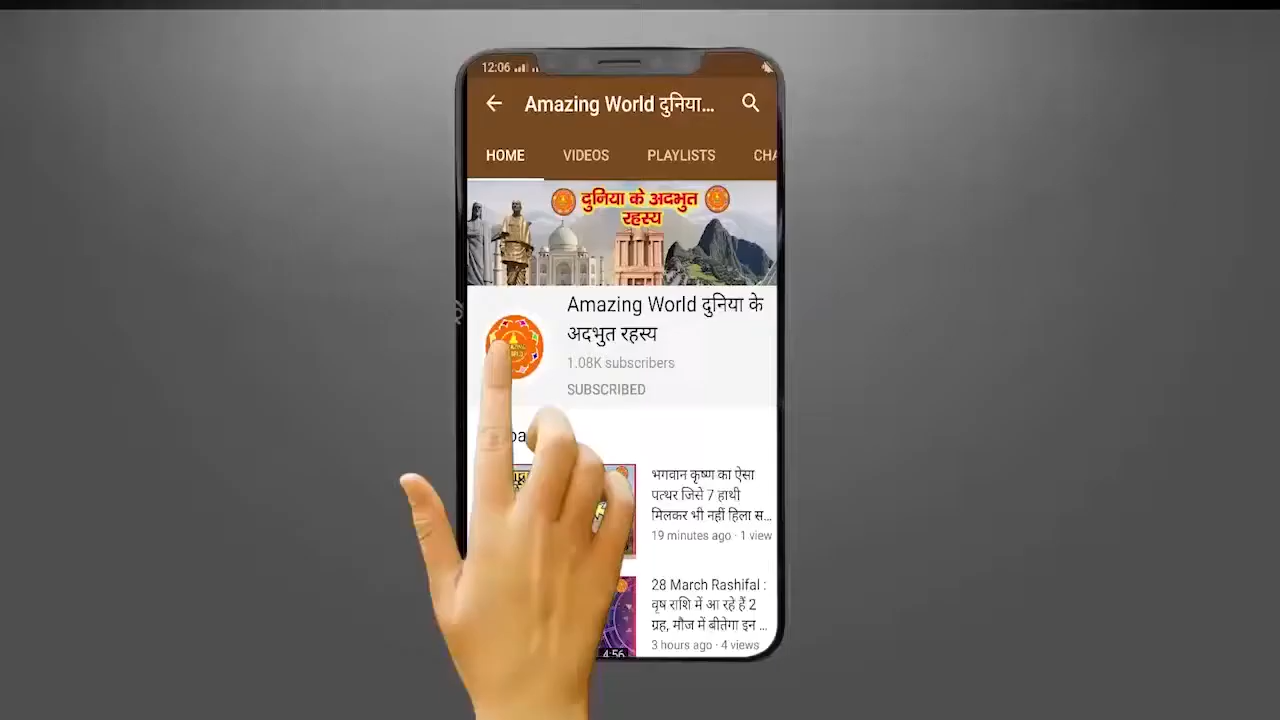 12:06
Amazing World दुनिया...
HOME VIDEOS PLAYLISTS CHA
दुनिया के अदभुत
रहस्य
Amazing World दुनिया के
अदभुत रहस्य
1.08K subscribers
SUBSCRIBED
भगवान कृष्ण का ऐसा
पत्थर जिसे 7 हाथी
मिलकर भी नहीं हिला स...
19 minutes ago · 1 view
28 March Rashifal :
वृष राशि में आ रहे हैं 2
ग्रह, मौज में बीतेगा इन ...
3 hours ago · 4 views
4:56